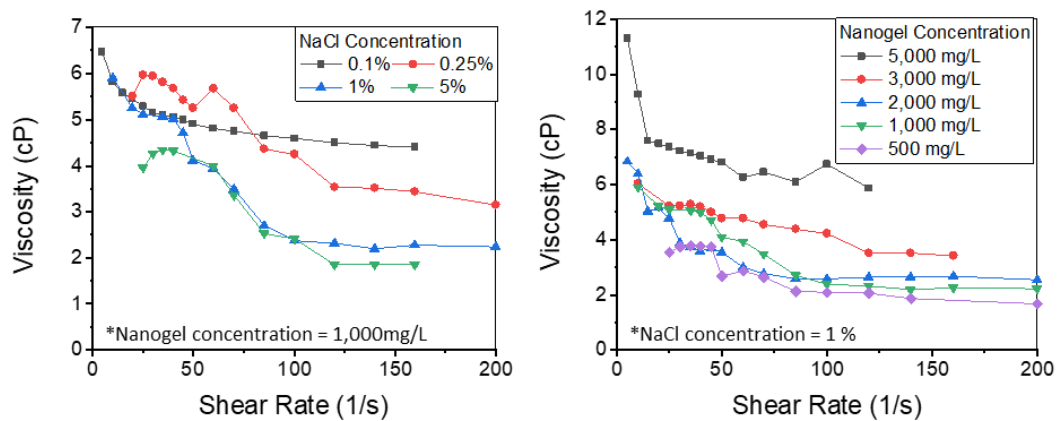 7
6
5
4
3
2
1
0
Viscosity (cP)
NaCl Concentration
0.1% 0.25%
1% 5%
*Nanogel concentration = 1,000mg/L
0 50 100 150 200
Shear Rate (1/s)
12
10
8
6
4
2
0
Viscosity (cP)
Nanogel Concentration
5,000 mg/L
3,000 mg/L
2,000 mg/L
1,000 mg/L
500 mg/L
*NaCl concentration = 1 %
0 50 100 150 200
Shear Rate (1/s)